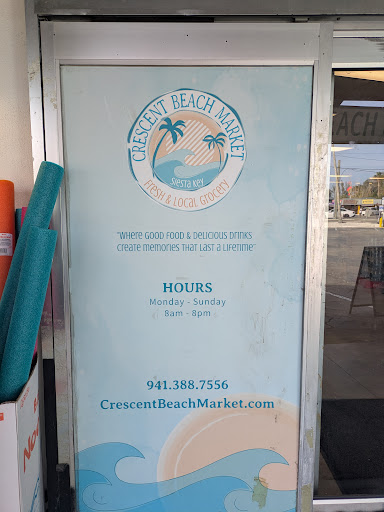 CRESCENT BEACH MARKET
SIESTA KEY
FRESH & LOCAL GROCERY
"WHERE GOOD FOOD & DELICIOUS DRINKS
CREATE MEMORIES THAT LAST A LIFETIME"
HOURS
Monday - Sunday
8am - 8pm
941.388.7556
CrescentBeachMarket.com